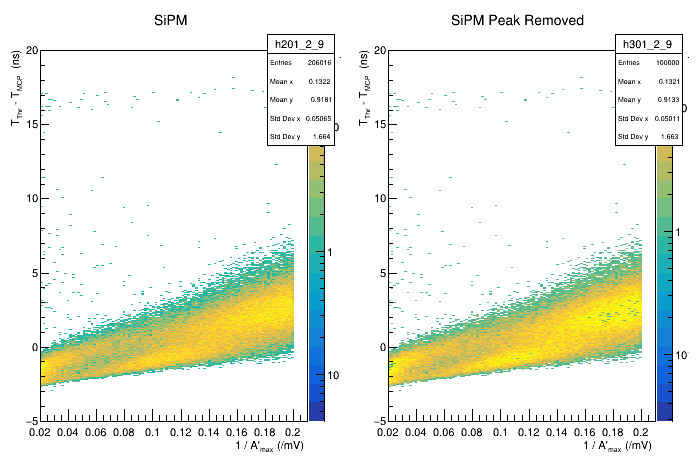 SiPM
h201_2_9
Entries 206016
Mean x 0.1322
Mean y 0.9181
Std Dev x 0.05065
Std Dev y 1.664
T_Thr - T_MCP (ns)
20
15
10
5
0
−5
0.02 0.04 0.06 0.08 0.1 0.12 0.14 0.16 0.18 0.2
1 / A'_max (/mV)
1
10
SiPM Peak Removed
h301_2_9
Entries 100000
Mean x 0.1321
Mean y 0.9133
Std Dev x 0.05011
Std Dev y 1.663
T_Thr - T_MCP (ns)
20
15
10
5
0
−5
0.02 0.04 0.06 0.08 0.1 0.12 0.14 0.16 0.18 0.2
1 / A'_max (/mV)
1
10